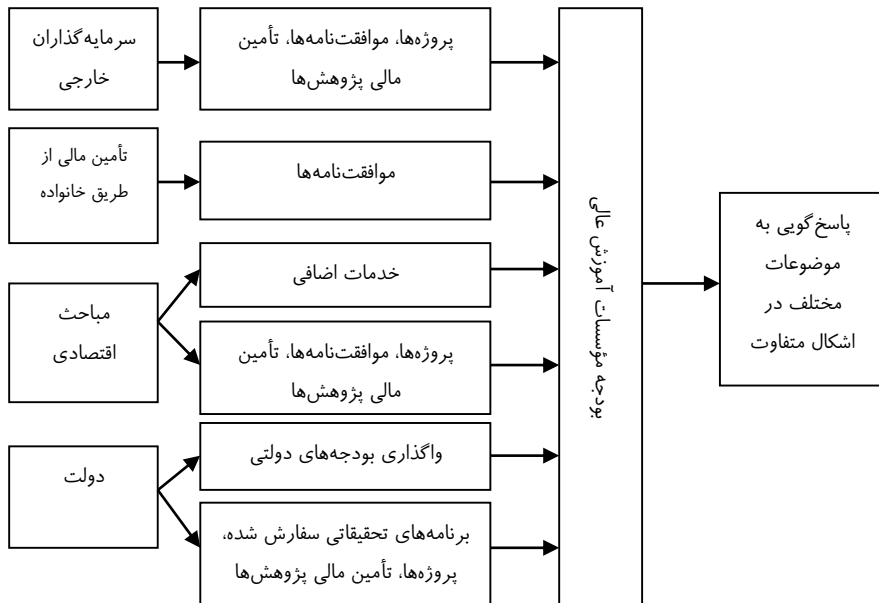 سرمایه‌گذاران
خارجی
پروژه‌ها، موافقت‌نامه‌ها، تأمین
مالی پژوهش‌ها
تأمین مالی از
طریق خانواده
موافقت‌نامه‌ها
مباحث
اقتصادی
خدمات اضافی
پروژه‌ها، موافقت‌نامه‌ها، تأمین
مالی پژوهش‌ها
دولت
واگذاری بودجه‌های دولتی
برنامه‌های تحقیقاتی سفارش شده،
پروژه‌ها، تأمین مالی پژوهش‌ها
بودجه مؤسسات آموزش عالی
پاسخ‌گویی به
موضوعات
مختلف در
اشکال متفاوت